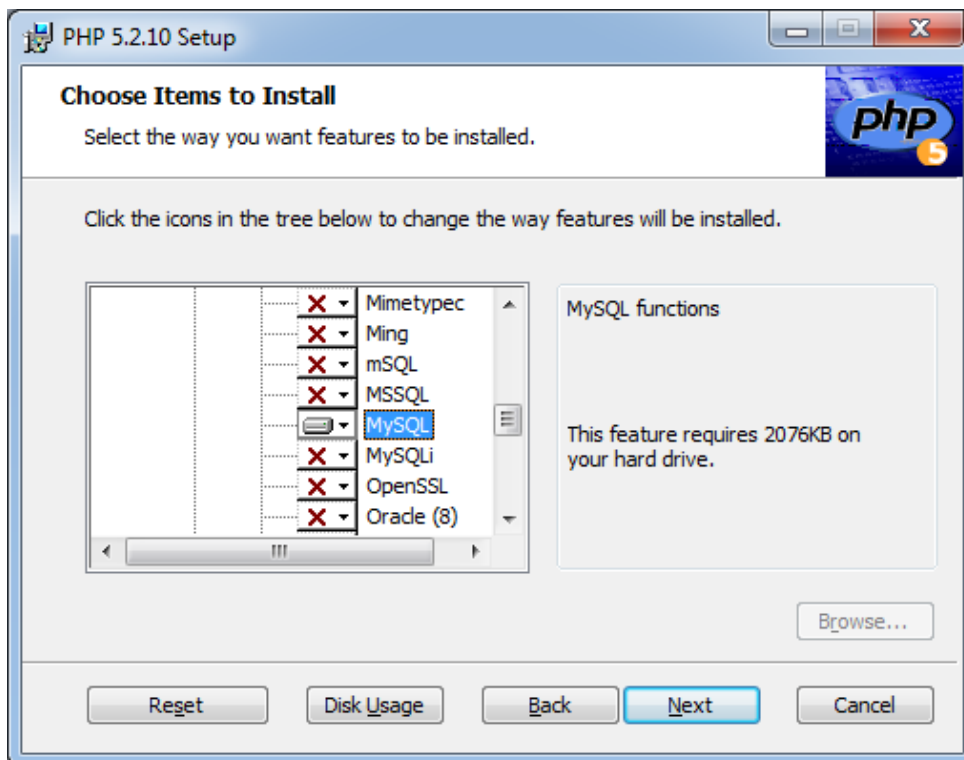 PHP 5.2.10 Setup
Choose Items to Install
Select the way you want features to be installed.
php
5
Click the icons in the tree below to change the way features will be installed.
Mimetypec
Ming
mSQL
MSSQL
MySQL
MySQLi
OpenSSL
Oracle (8)
MySQL functions
This feature requires 2076KB on
your hard drive.
Browse...
Reset
Disk Usage
Back
Next
Cancel